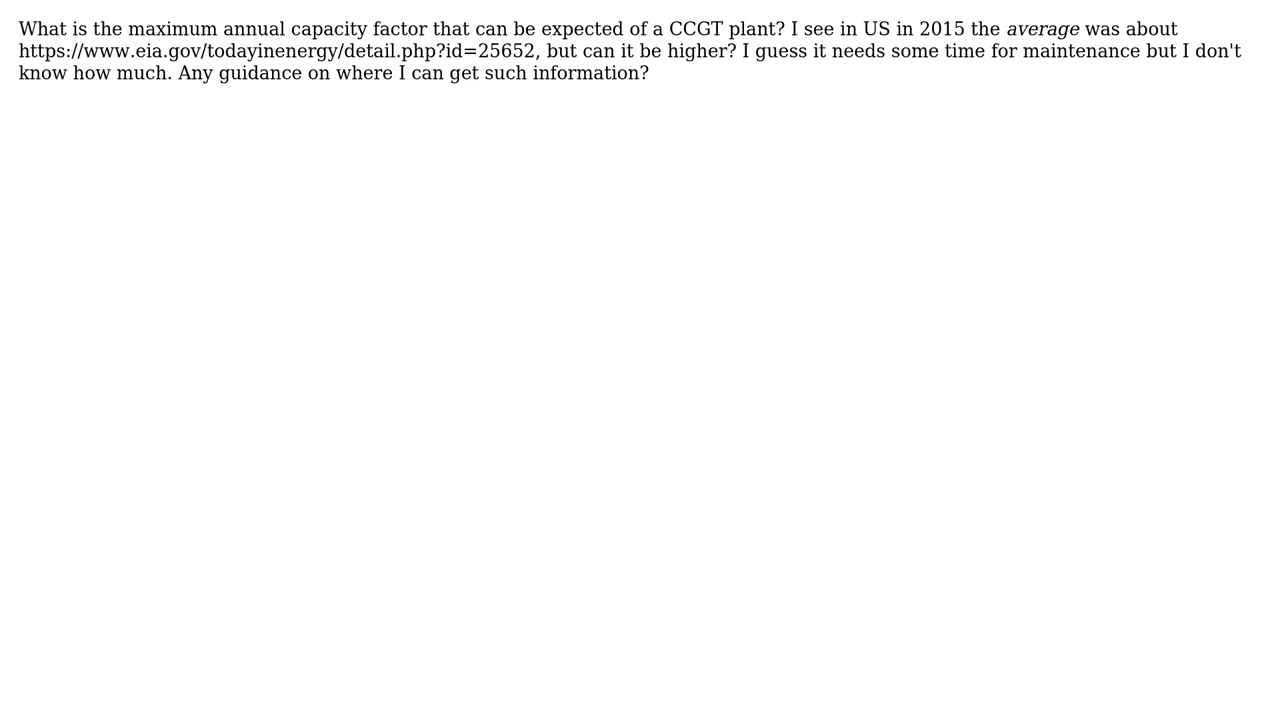 What is the maximum annual capacity factor that can be expected of a CCGT plant? I see in US in 2015 the average was about
https://www.eia.gov/todayinenergy/detail.php?id=25652, but can it be higher? I guess it needs some time for maintenance but I don't
know how much. Any guidance on where I can get such information?